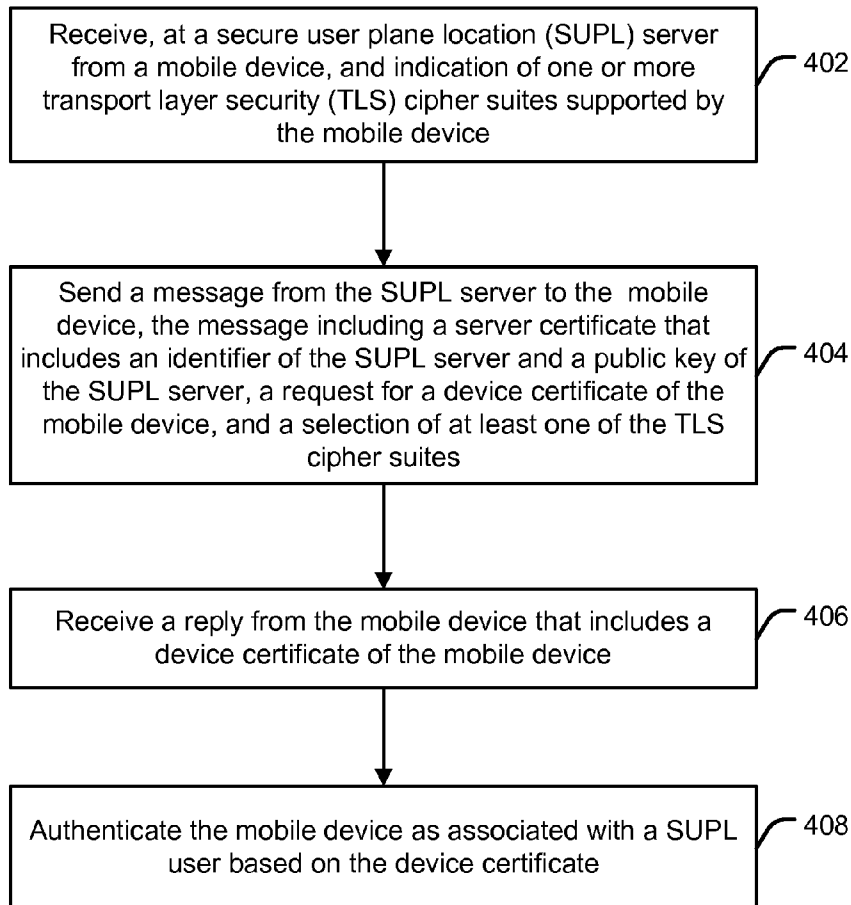 Receive, at a secure user plane location (SUPL) server
from a mobile device, and indication of one or more
transport layer security (TLS) cipher suites supported by
the mobile device
402
Send a message from the SUPL server to the mobile
device, the message including a server certificate that
includes an identifier of the SUPL server and a public key of
the SUPL server, a request for a device certificate of the
mobile device, and a selection of at least one of the TLS
cipher suites
404
Receive a reply from the mobile device that includes a
device certificate of the mobile device
406
Authenticate the mobile device as associated with a SUPL
user based on the device certificate
408